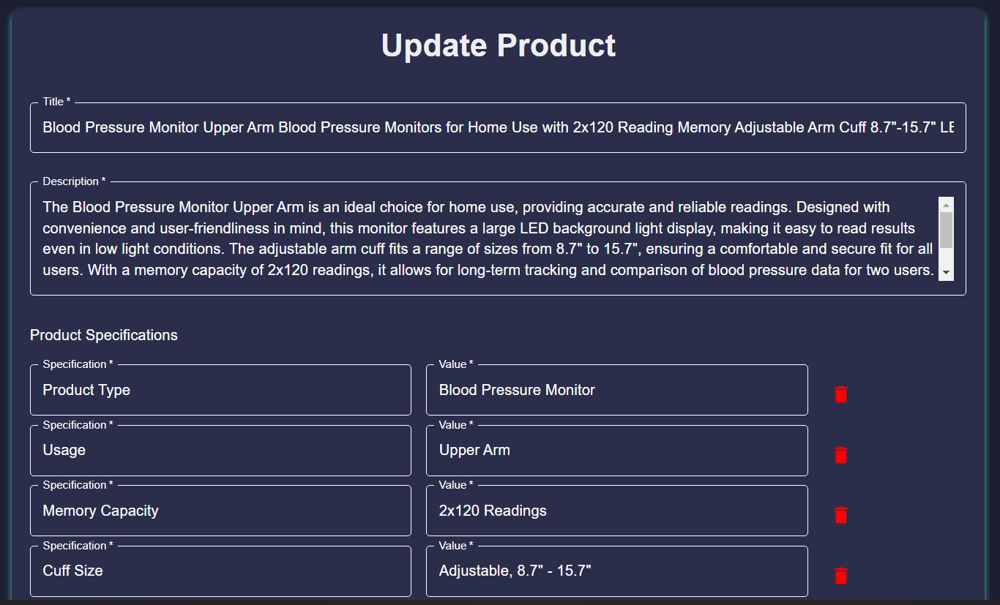 Update Product
Title *
Blood Pressure Monitor Upper Arm Blood Pressure Monitors for Home Use with 2x120 Reading Memory Adjustable Arm Cuff 8.7"-15.7"
Description *
The Blood Pressure Monitor Upper Arm is an ideal choice for home use, providing accurate and reliable readings. Designed with
convenience and user-friendliness in mind, this monitor features a large LED background light display, making it easy to read results
even in low light conditions. The adjustable arm cuff fits a range of sizes from 8.7" to 15.7", ensuring a comfortable and secure fit for all
users. With a memory capacity of 2x120 readings, it allows for long-term tracking and comparison of blood pressure data for two users.
Product Specifications
Specification * Value *
Product Type Blood Pressure Monitor
Specification * Value *
Usage Upper Arm
Specification * Value *
Memory Capacity 2x120 Readings
Specification * Value *
Cuff Size Adjustable, 8.7" - 15.7"